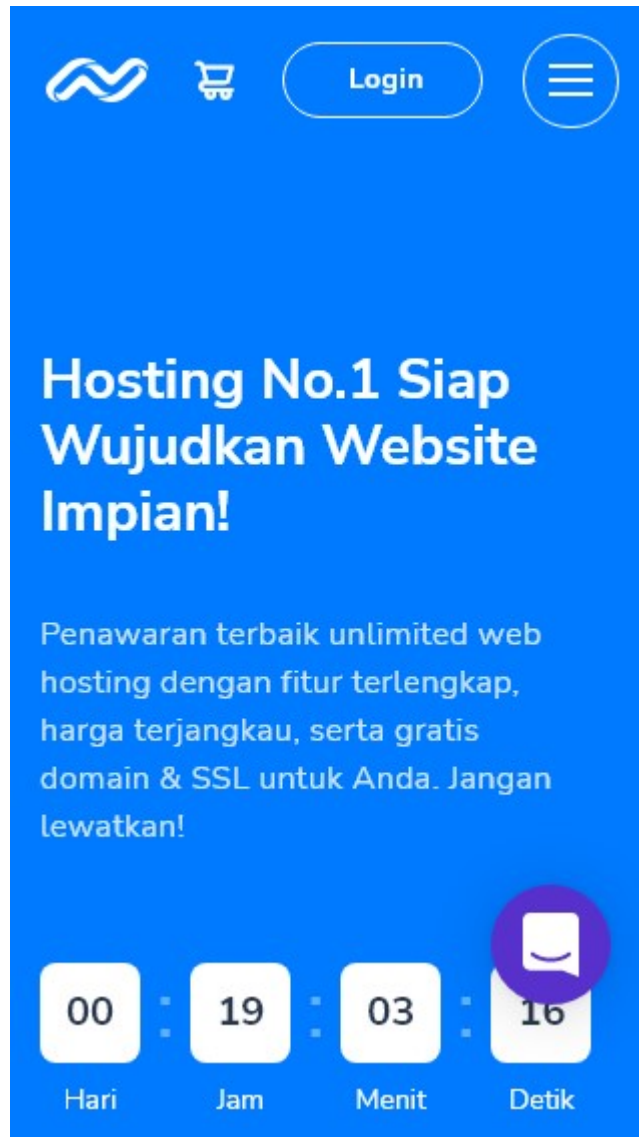 Login
Hosting No.1 Siap
Wujudkan Website
Impian!
Penawaran terbaik unlimited web
hosting dengan fitur terlengkap,
harga terjangkau, serta gratis
domain & SSL untuk Anda. Jangan
lewatkan!
00 : 19 : 03 : 16
Hari Jam Menit Detik